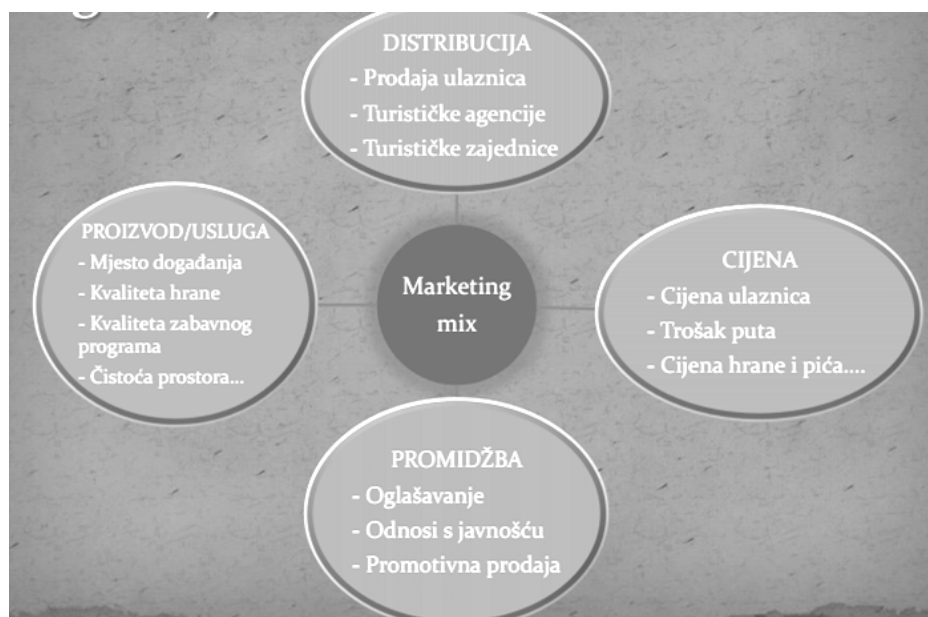 DISTRIBUCIJA
- Prodaja ulaznica
- Turističke agencije
- Turističke zajednice
PROIZVOD/USLUGA
- Mjesto događanja
- Kvaliteta hrane
- Kvaliteta zabavnog
programa
- Čistoća prostora...
Marketing
mix
CIJENA
- Cijena ulaznica
- Trošak puta
- Cijena hrane i pića....
PROMIDŽBA
- Oglašavanje
- Odnosi s javnošću
- Promotivna prodaja